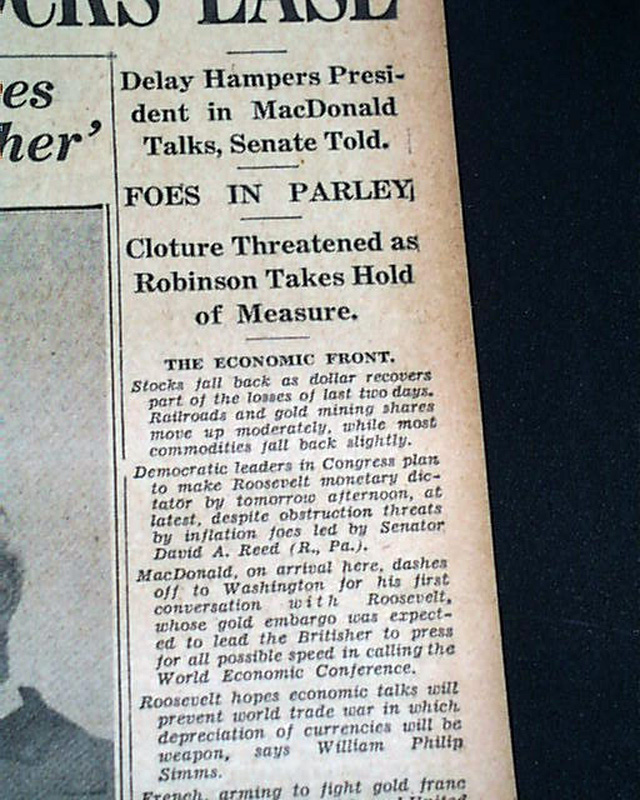 CKS EASE
es
her'
Delay Hampers Presi-
dent in MacDonald
Talks, Senate Told.
FOES IN PARLEY
Cloture Threatened as
Robinson Takes Hold
of Measure.
THE ECONOMIC FRONT.
Stocks fall back as dollar recovers
part of the losses of last two days.
Railroads and gold mining shares
move up moderately, while most
commodities fall back slightly.
Democratic leaders in Congress plan
to make Roosevelt monetary dic-
tator by tomorrow afternoon, at
latest, despite obstruction threats
by inflation foes led by Senator
David A. Reed (R., Pa.).
MacDonald, on arrival here, dashes
off to Washington for his first
conversation with Roosevelt,
whose gold embargo was expect-
ed to lead the Britisher to press
for all possible speed in calling the
World Economic Conference.
Roosevelt hopes economic talks will
prevent world trade war in which
depreciation of currencies will be
weapon, says William Philip
Simms.
French, arming to fight gold franc
United